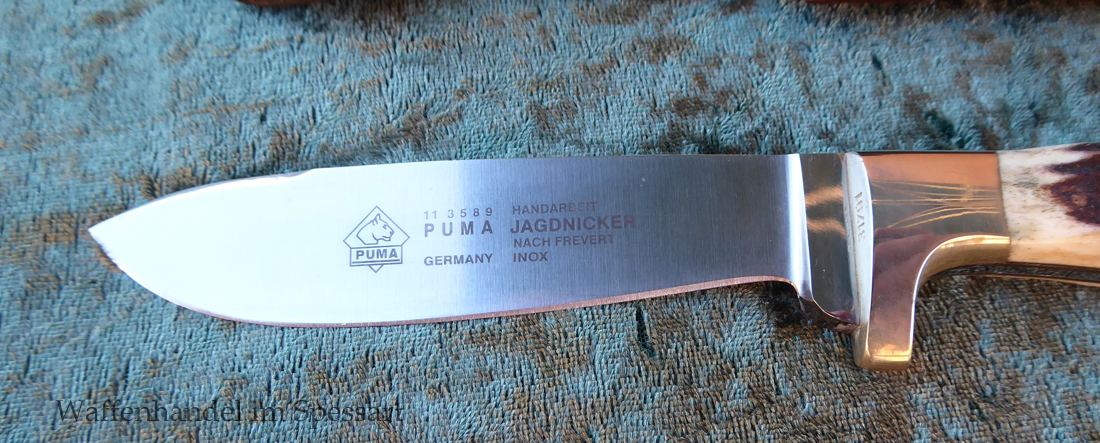 PUMA
11 3589
PUMA
GERMANY
HANDARBEIT
JAGDNICKER
NACH FREVERT
INOX
Waffenhandel im Spessart